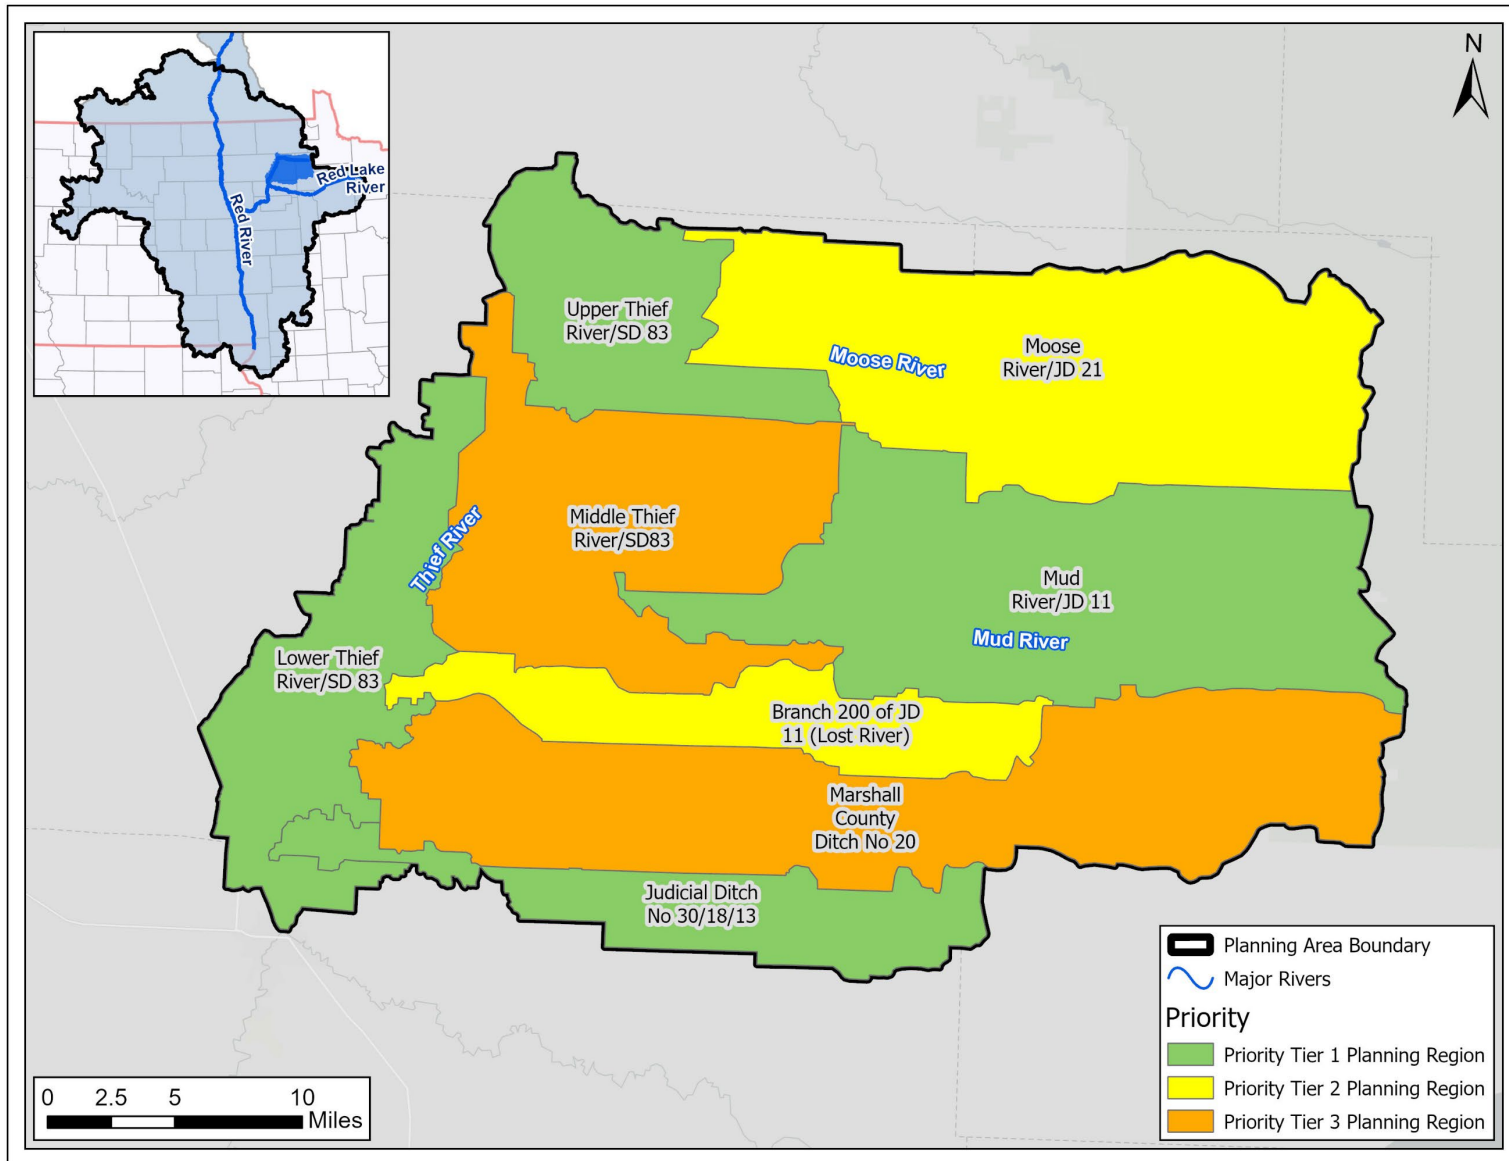 Red Lake
River
Red River
N
Upper Thief
River/SD 83
Moose River
Moose
River/JD 21
Middle Thief
River/SD83
Thief River
Mud
River/JD 11
Mud River
Lower Thief
River/SD 83
Branch 200 of JD
11 (Lost River)
Marshall
County
Ditch No 20
Judicial Ditch
No 30/18/13
Planning Area Boundary
Major Rivers
Priority
Priority Tier 1 Planning Region
Priority Tier 2 Planning Region
Priority Tier 3 Planning Region
0 2.5 5 10
Miles